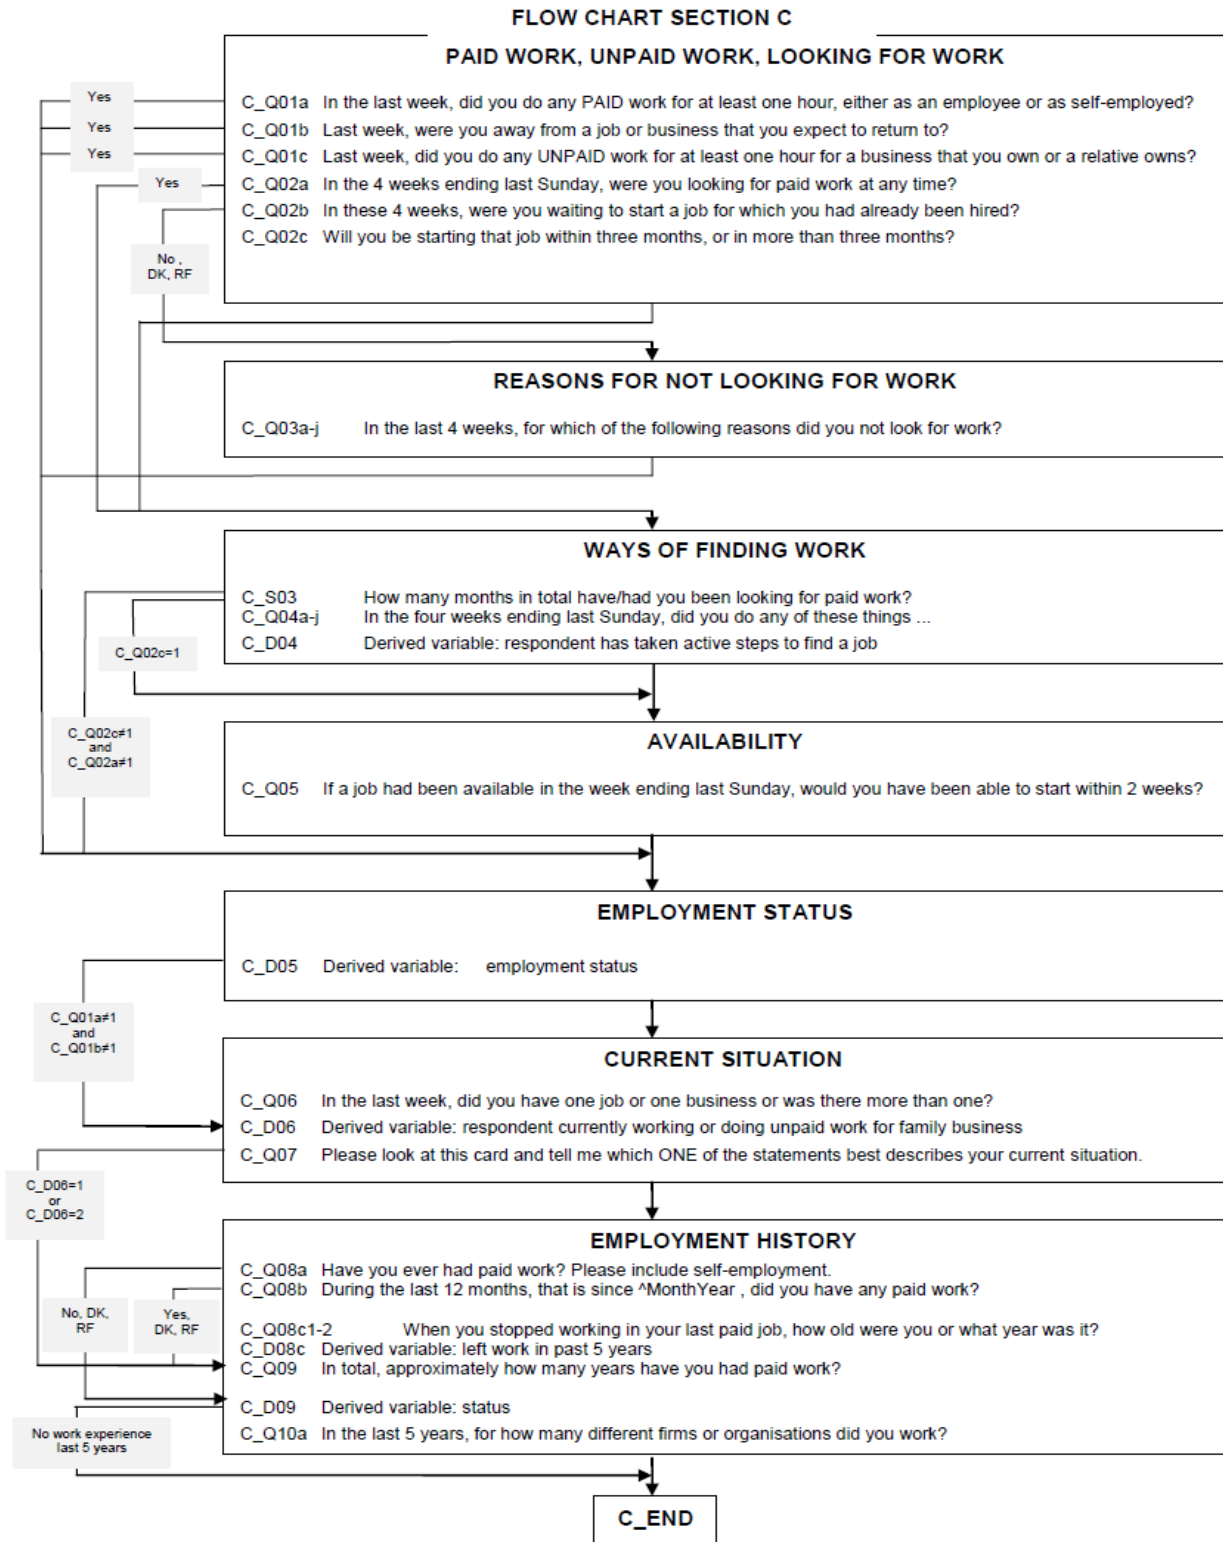 FLOW CHART SECTION C
PAID WORK, UNPAID WORK, LOOKING FOR WORK
Yes
C_Q01a In the last week, did you do any PAID work for at least one hour, either as an employee or as self-employed?
Yes
C_Q01b Last week, were you away from a job or business that you expect to return to?
Yes
C_Q01c Last week, did you do any UNPAID work for at least one hour for a business that you own or a relative owns?
Yes
C_Q02a In the 4 weeks ending last Sunday, were you looking for paid work at any time?
C_Q02b In these 4 weeks, were you waiting to start a job for which you had already been hired?
C_Q02c Will you be starting that job within three months, or in more than three months?
No ,
DK, RF
REASONS FOR NOT LOOKING FOR WORK
C_Q03a-j In the last 4 weeks, for which of the following reasons did you not look for work?
WAYS OF FINDING WORK
C_S03 How many months in total have/had you been looking for paid work?
C_Q04a-j In the four weeks ending last Sunday, did you do any of these things ...
C_D04 Derived variable: respondent has taken active steps to find a job
C_Q02c=1
C_Q02c≠1
and
C_Q02a≠1
AVAILABILITY
C_Q05 If a job had been available in the week ending last Sunday, would you have been able to start within 2 weeks?
EMPLOYMENT STATUS
C_D05 Derived variable: employment status
C_Q01a≠1
and
C_Q01b≠1
CURRENT SITUATION
C_Q06 In the last week, did you have one job or one business or was there more than one?
C_D06 Derived variable: respondent currently working or doing unpaid work for family business
C_Q07 Please look at this card and tell me which ONE of the statements best describes your current situation.
C_D06=1
or
C_D06=2
EMPLOYMENT HISTORY
C_Q08a Have you ever had paid work? Please include self-employment.
C_Q08b During the last 12 months, that is since ^MonthYear , did you have any paid work?
No, DK,
RF
Yes,
DK, RF
C_Q08c1-2 When you stopped working in your last paid job, how old were you or what year was it?
C_D08c Derived variable: left work in past 5 years
C_Q09 In total, approximately how many years have you had paid work?
C_D09 Derived variable: status
C_Q10a In the last 5 years, for how many different firms or organisations did you work?
No work experience
last 5 years
C_END